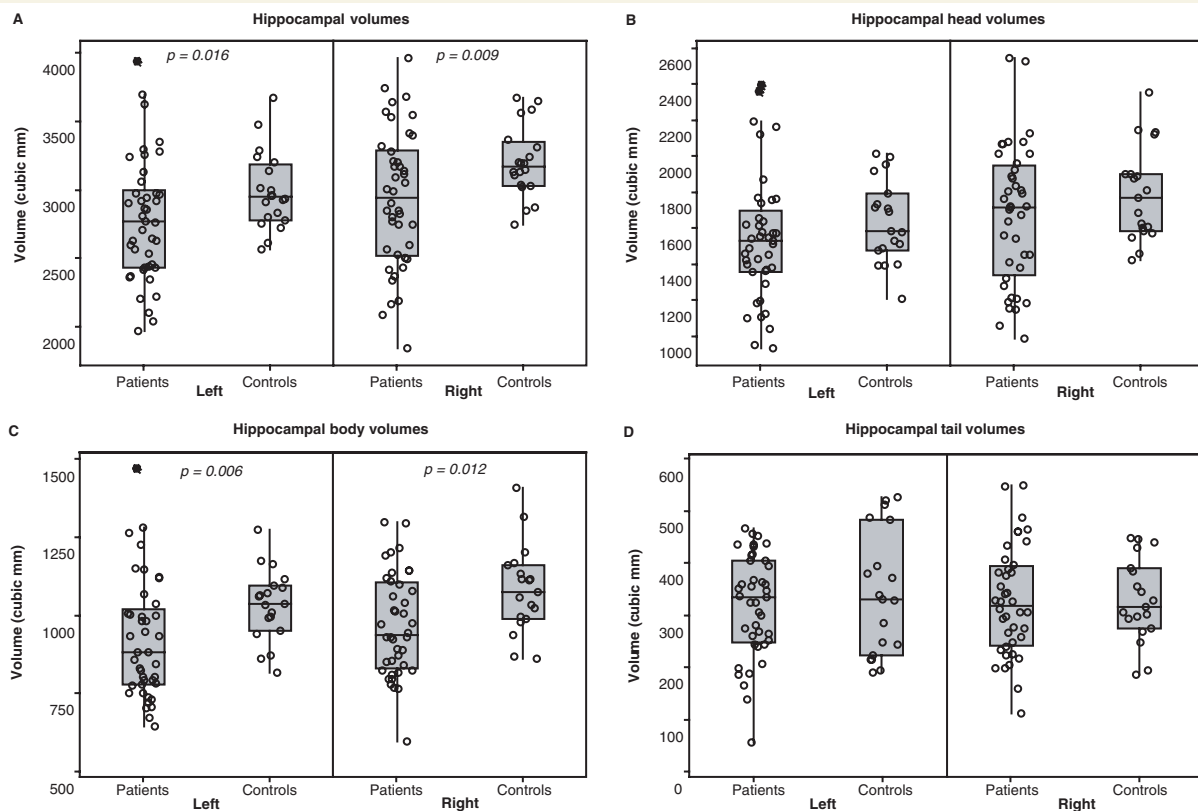 A
Hippocampal volumes
Volume (cubic mm)
4000
3500
3000
2500
2000
p = 0.016
p = 0.009
Patients
Controls
Patients
Controls
Left
Right
B
Hippocampal head volumes
Volume (cubic mm)
2600
2400
2200
2000
1800
1600
1400
1200
1000
Patients
Controls
Patients
Controls
Left
Right
C
Hippocampal body volumes
Volume (cubic mm)
1500
1250
1000
750
500
p = 0.006
p = 0.012
Patients
Controls
Patients
Controls
Left
Right
D
Hippocampal tail volumes
Volume (cubic mm)
600
500
400
300
200
100
0
Patients
Controls
Patients
Controls
Left
Right